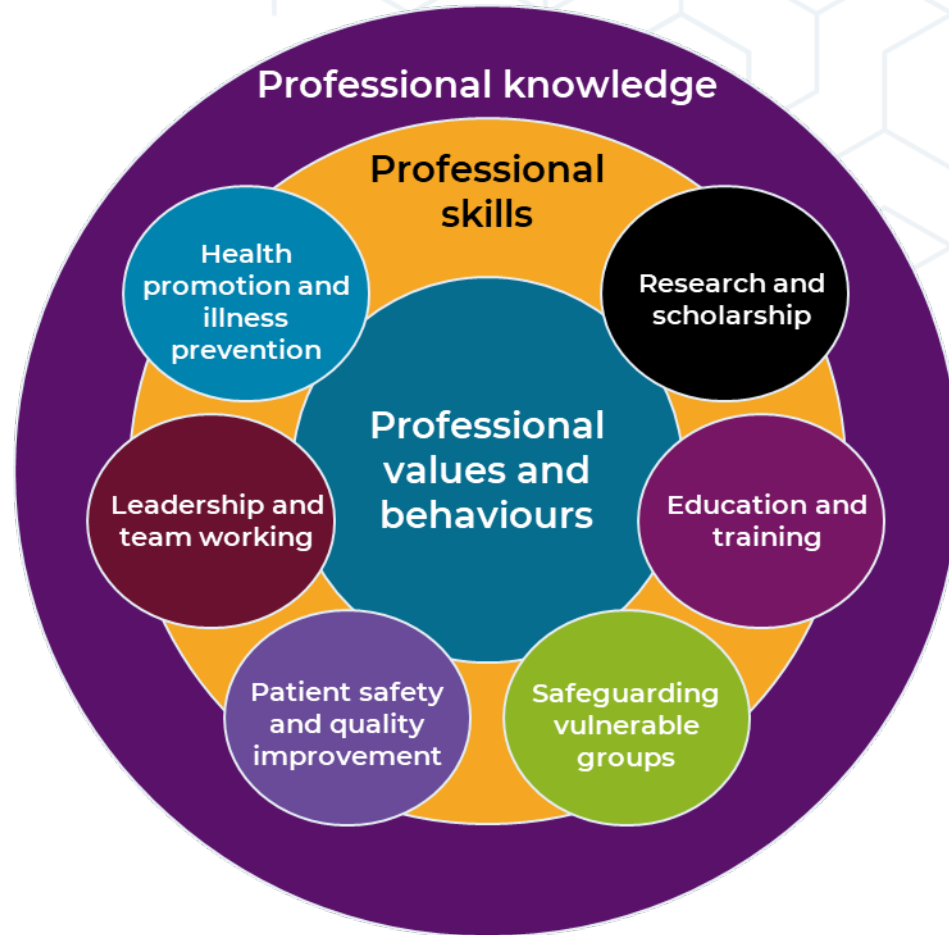 Professional knowledge
Professional
skills
Health
promotion and
illness
prevention
Research and
scholarship
Professional
values and
behaviours
Leadership and
team working
Education and
training
Patient safety
and quality
improvement
Safeguarding
vulnerable
groups